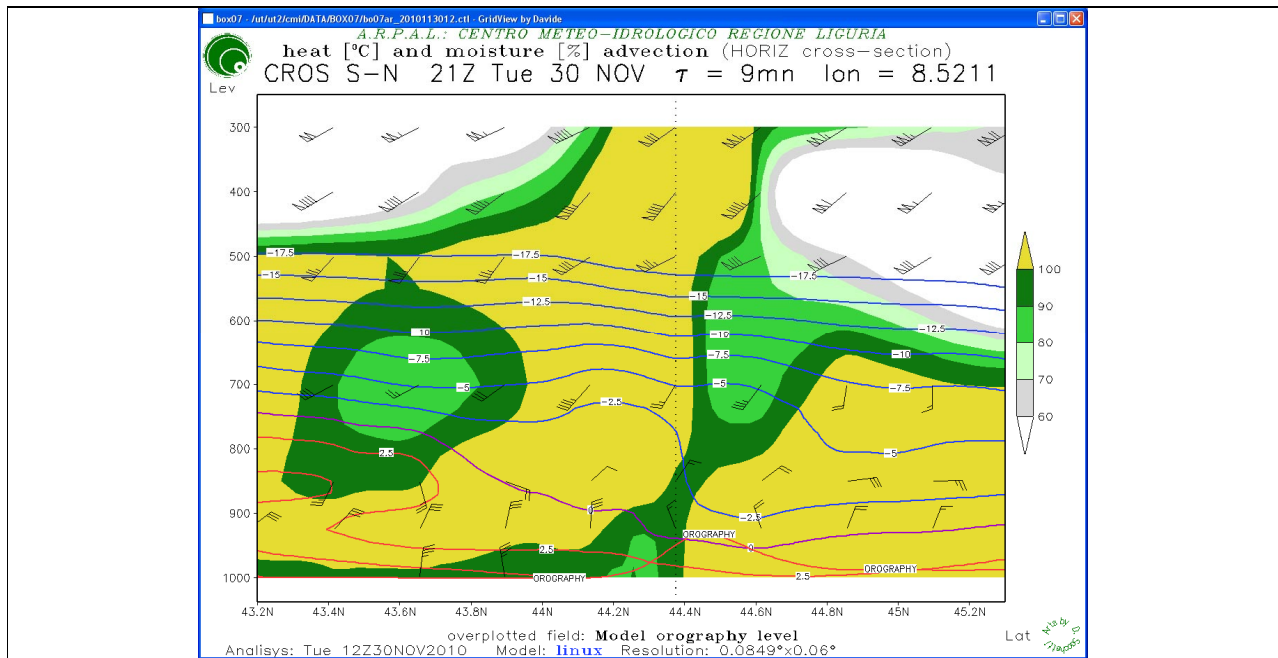 box07 - /ut/ut2/cmi/DATA/BOX07/bo07ar_2010113012.ctl - GridView by Davide
A.R.P.A.L.: CENTRO METEO-IDROLOGICO REGIONE LIGURIA
heat [°C] and moisture [%] advection (HORIZ cross-section)
CROS S-N 21Z Tue 30 NOV τ = 9mn lon = 8.5211
Lev
300
400
500
600
700
800
900
1000
-17.5
-17.5
-17.5
-15
-15
-15
-12.5
-12.5
-12.5
-10
-10
-10
-7.5
-7.5
-7.5
-5
-5
-5
-2.5
-2.5
2.5
0
0
2.5
2.5
OROGRAPHY
OROGRAPHY
OROGRAPHY
100
90
80
70
60
43.2N 43.4N 43.6N 43.8N 44N 44.2N 44.4N 44.6N 44.8N 45N 45.2N
overplotted field: Model orography level
Lat
Analisys: Tue 12Z30NOV2010 Model: linux Resolution: 0.0849°x0.06°
Arts by D.